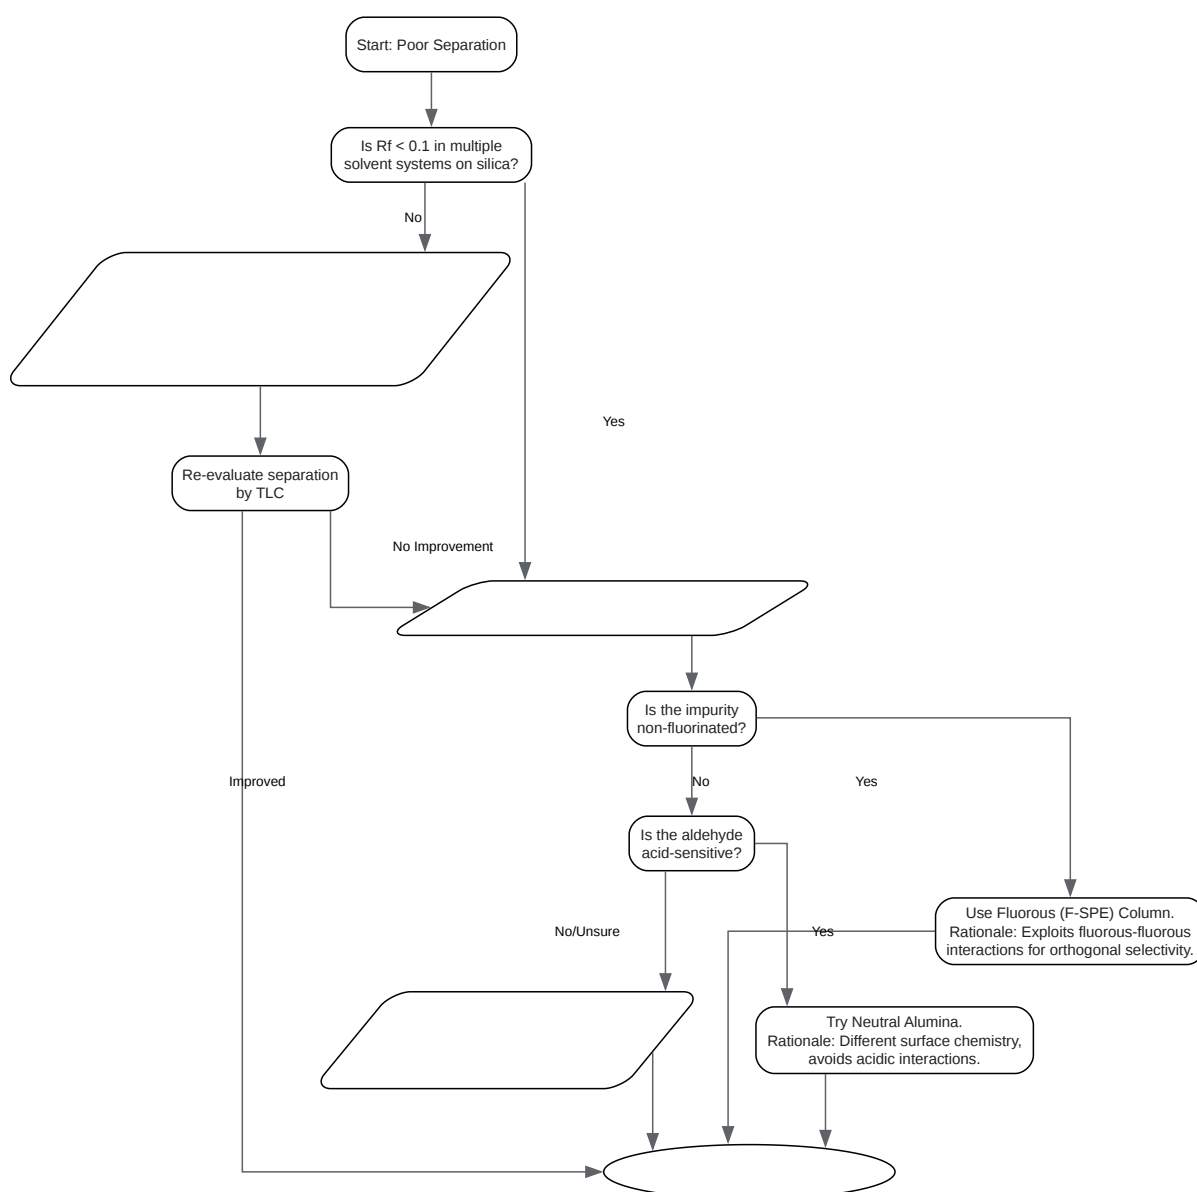 Start: Poor Separation
Is Rf < 0.1 in multiple
solvent systems on silica?
No
Yes
Re-evaluate separation
by TLC
No Improvement
Is the impurity
non-fluorinated?
Improved
No
Yes
Is the aldehyde
acid-sensitive?
Use Fluorous (F-SPE) Column.
Rationale: Exploits fluorous-fluorous
interactions for orthogonal selectivity.
No/Unsure
Yes
Try Neutral Alumina.
Rationale: Different surface chemistry,
avoids acidic interactions.